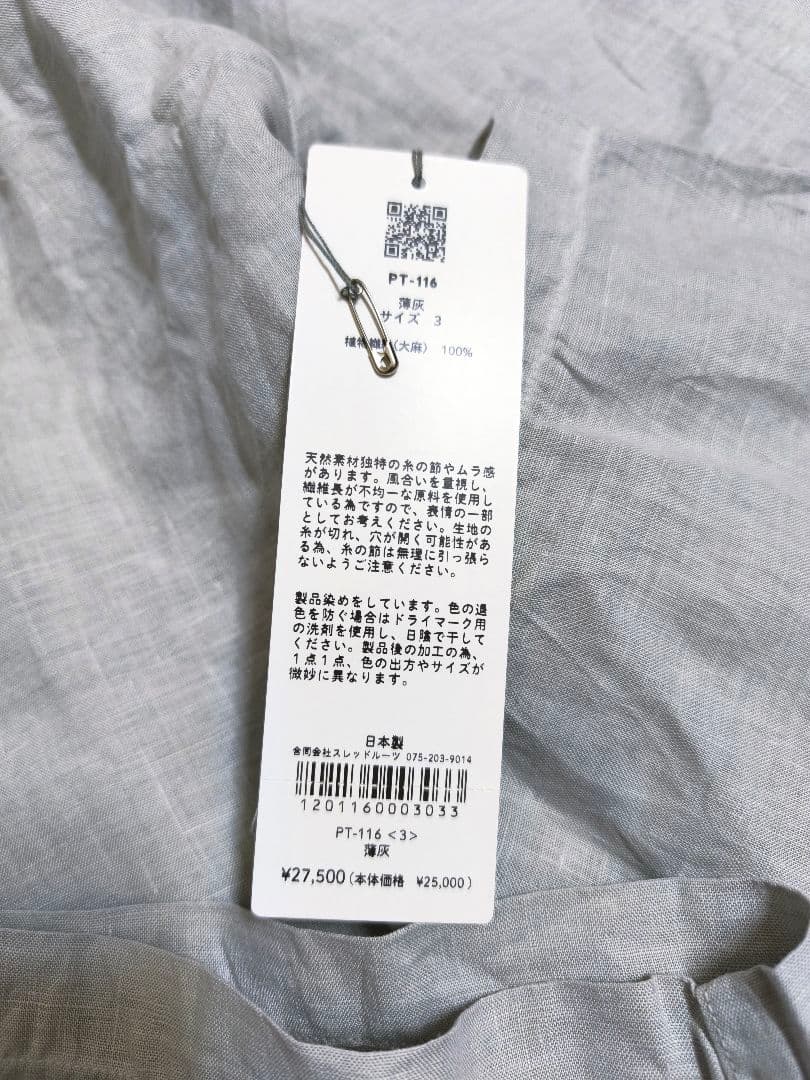 PT-116
薄灰
サイズ 3
植物繊維(大麻) 100%
天然素材独特の糸の節やムラ感
があります。風合いを重視し、
繊維長が不均一な原料を使用し
ている為ですので、表情の一部
としてお考えください。生地の
糸が切れ、穴が開く可能性があ
る為、糸の節は無理に引っ張ら
ないようご注意ください。
製品染めをしています。色の退
色を防ぐ場合はドライマーク用
の洗剤を使用し、日陰で干して
ください。製品後の加工の為、
1点1点、色の出方やサイズが
微妙に異なります。
日本製
合同会社スレッドルーツ 075-203-9014
1201160003033
PT-116 <3>
薄灰
¥27,500(本体価格 ¥25,000)